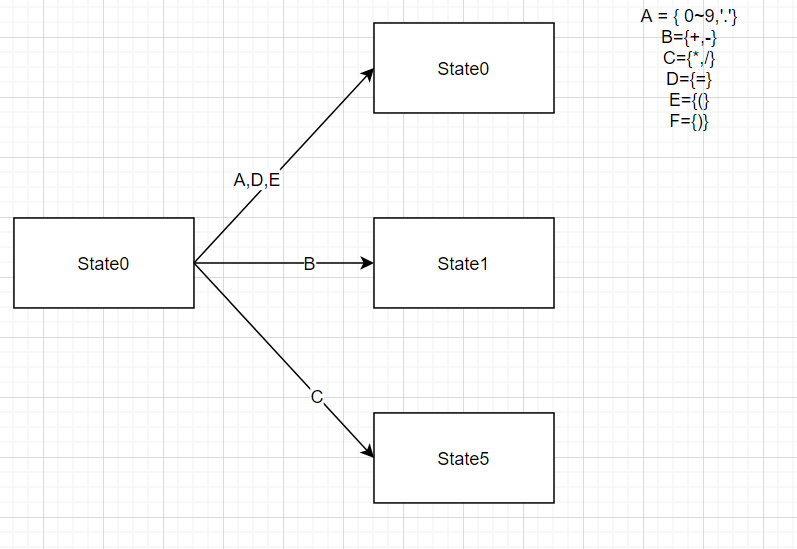 A = { 0~9,'.'}
B={+,-}
C={*,/}
D={=}
E={(}
F={)}
State0
A,D,E
State0
B
State1
C
State5